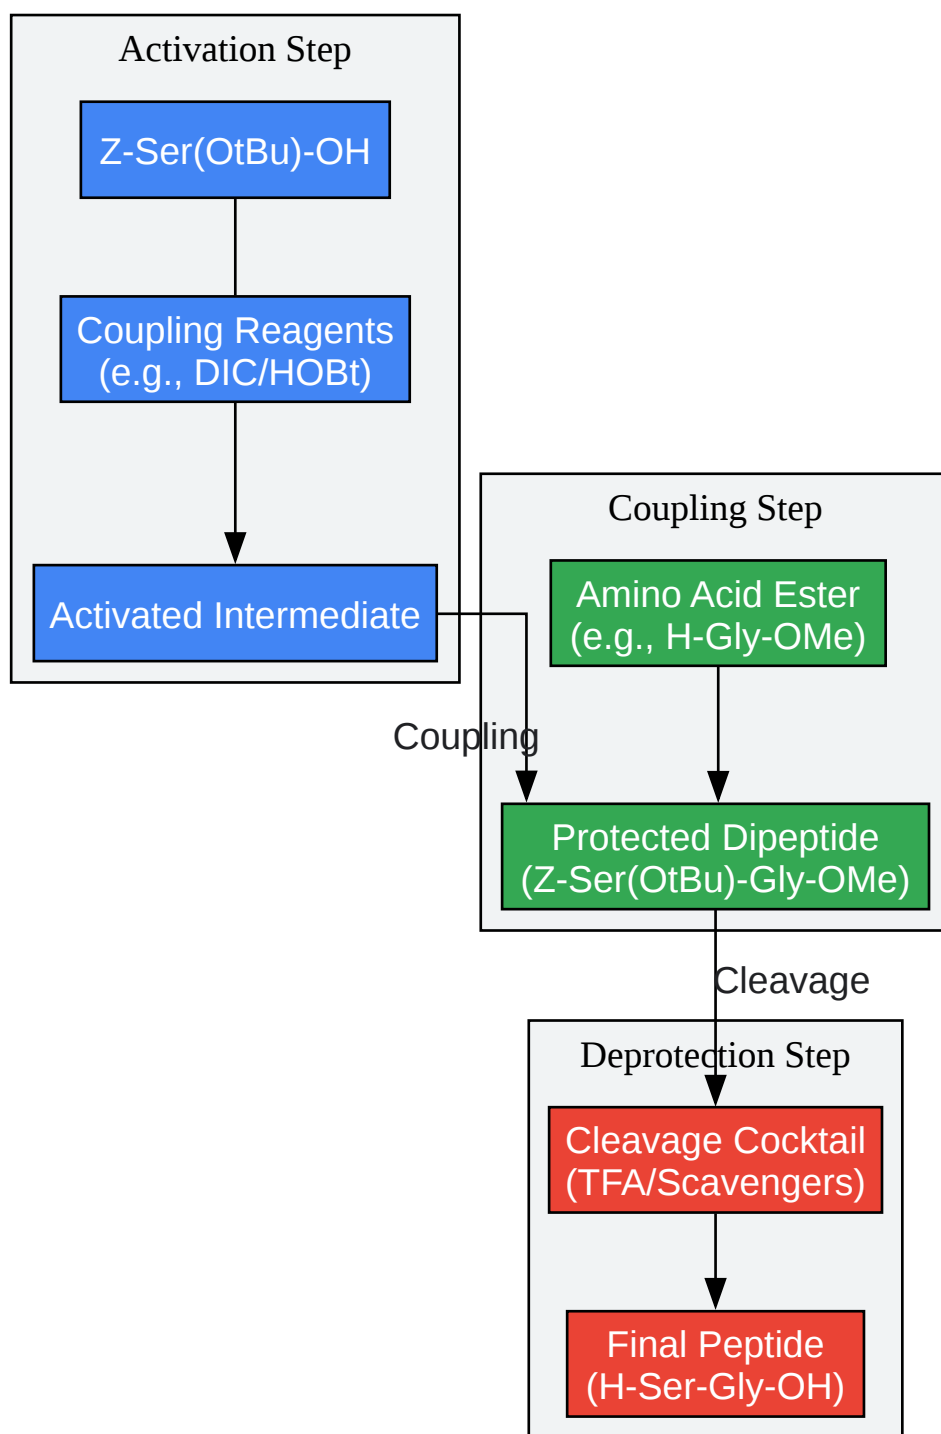 Activation Step
Z-Ser(OtBu)-OH
Coupling Reagents
(e.g., DIC/HOBt)
Activated Intermediate
Coupling Step
Amino Acid Ester
(e.g., H-Gly-OMe)
Coupling
Protected Dipeptide
(Z-Ser(OtBu)-Gly-OMe)
Cleavage
Deprotection Step
Cleavage Cocktail
(TFA/Scavengers)
Final Peptide
(H-Ser-Gly-OH)